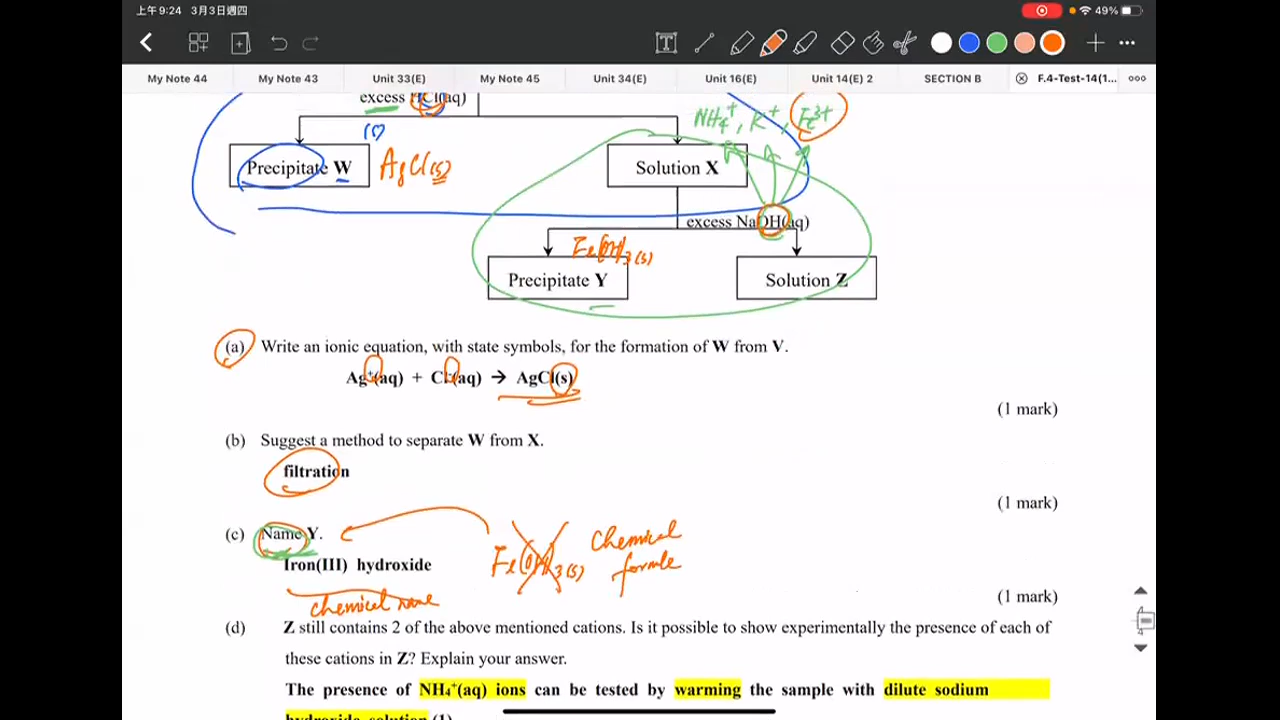 上午9:24 3月3日週四
49%
My Note 44 My Note 43 Unit 33(E) My Note 45 Unit 34(E) Unit 16(E) Unit 14(E) 2 SECTION B F.4-Test-14(1...
excess HCl(aq)
NH₄⁺, K⁺, Fe³⁺
Precipitate W
AgCl(s)
Solution X
excess NaOH(aq)
Fe(OH)₃(s)
Precipitate Y
Solution Z
(a) Write an ionic equation, with state symbols, for the formation of W from V.
Ag⁺(aq) + Cl⁻(aq) → AgCl(s)
(1 mark)
(b) Suggest a method to separate W from X.
filtration
(1 mark)
(c) Name Y.
Fe(OH)₃(s)
chemical
formule
Iron(III) hydroxide
chemical name
(1 mark)
(d) Z still contains 2 of the above mentioned cations. Is it possible to show experimentally the presence of each of
these cations in Z? Explain your answer.
The presence of NH₄⁺(aq) ions can be tested by warming the sample with dilute sodium
hydroxide solution (1)